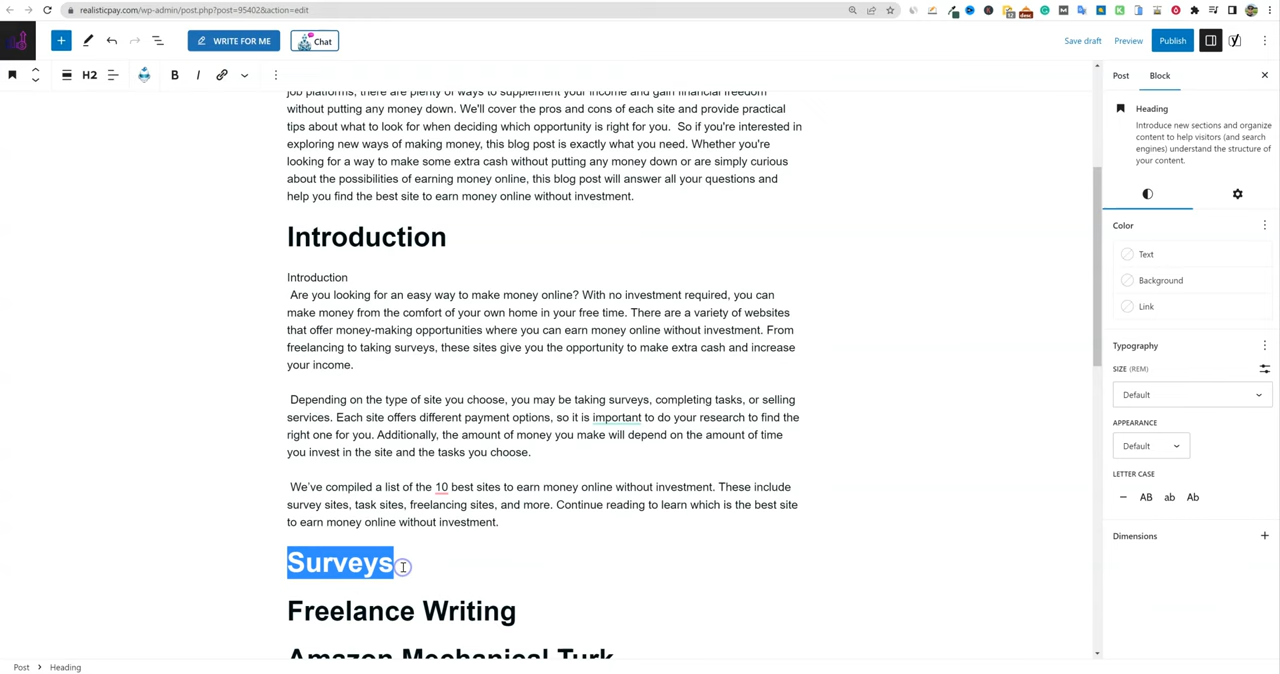 realisticpay.com/wp-admin/post.php?post=95402&action=edit
WRITE FOR ME
Chat
Save draft
Preview
Publish
H2
B
I
Post
Block
Heading
Introduce new sections and organize
content to help visitors (and search
engines) understand the structure of
your content.
Color
Text
Background
Link
Typography
SIZE (REM)
Default
APPEARANCE
Default
LETTER CASE
AB
ab
Ab
Dimensions
job platforms, there are plenty of ways to supplement your income and gain financial freedom
without putting any money down. We'll cover the pros and cons of each site and provide practical
tips about what to look for when deciding which opportunity is right for you. So if you're interested in
exploring new ways of making money, this blog post is exactly what you need. Whether you're
looking for a way to make some extra cash without putting any money down or are simply curious
about the possibilities of earning money online, this blog post will answer all your questions and
help you find the best site to earn money online without investment.
Introduction
Introduction
Are you looking for an easy way to make money online? With no investment required, you can
make money from the comfort of your own home in your free time. There are a variety of websites
that offer money-making opportunities where you can earn money online without investment. From
freelancing to taking surveys, these sites give you the opportunity to make extra cash and increase
your income.
Depending on the type of site you choose, you may be taking surveys, completing tasks, or selling
services. Each site offers different payment options, so it is important to do your research to find the
right one for you. Additionally, the amount of money you make will depend on the amount of time
you invest in the site and the tasks you choose.
We've compiled a list of the 10 best sites to earn money online without investment. These include
survey sites, task sites, freelancing sites, and more. Continue reading to learn which is the best site
to earn money online without investment.
Surveys
Freelance Writing
Amazon Mechanical Turk
Post
Heading